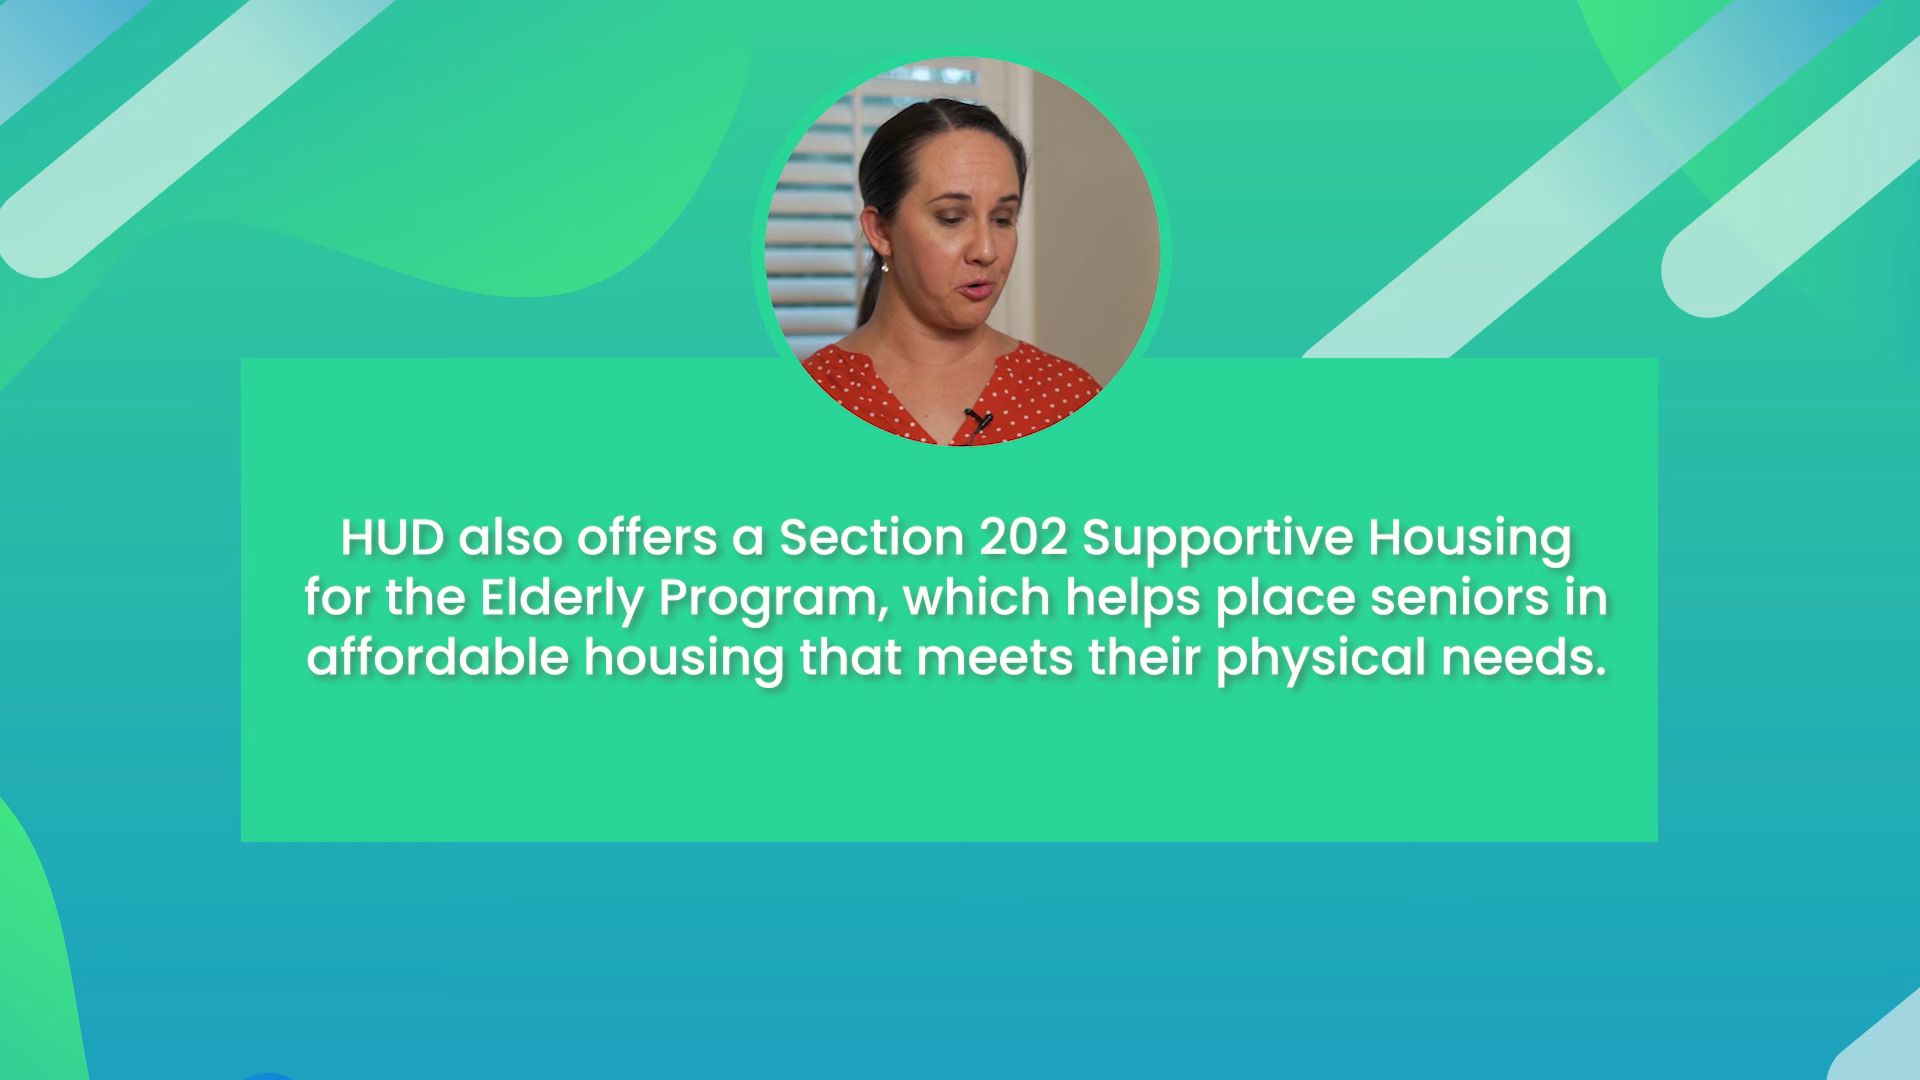 HUD also offers a Section 202 Supportive Housing
for the Elderly Program, which helps place seniors in
affordable housing that meets their physical needs.